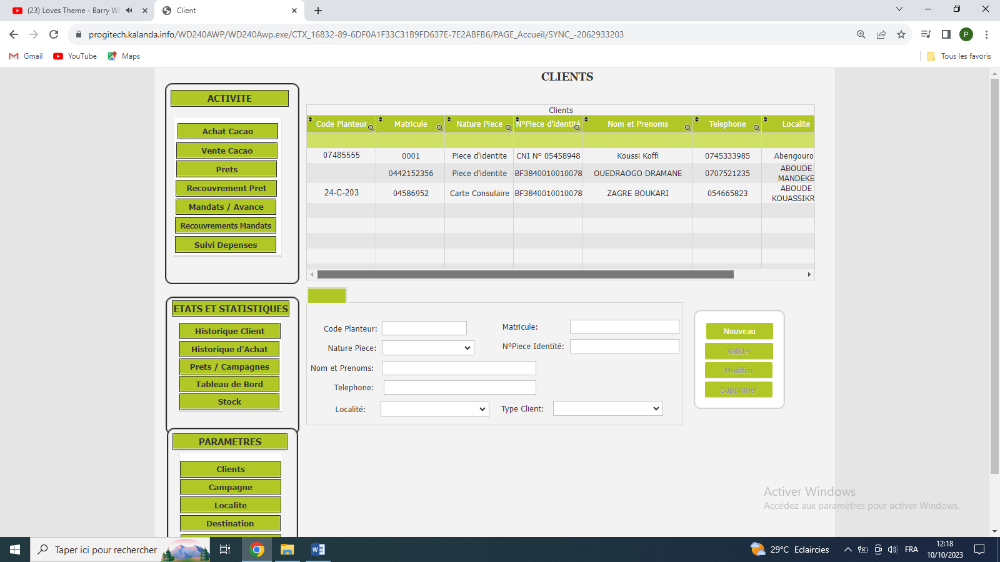 (23) Loves Theme - Barry W
Client
progitech.kalanda.info/WD240AWP/WD240Awp.exe/CTX_16832-89-6DF0A1F33C31B9FD637E-7E2ABFB6/PAGE_Accueil/SYNC_-2062933203
P
Gmail YouTube Maps Tous les favoris
CLIENTS
ACTIVITE
Achat Cacao
Vente Cacao
Prets
Recouvrement Pret
Mandats / Avance
Recouvrements Mandats
Suivi Depenses
ETATS ET STATISTIQUES
Historique Client
Historique d'Achat
Prets / Campagnes
Tableau de Bord
Stock
PARAMETRES
Clients
Campagne
Localite
Destination
Clients
Code Planteur Matricule Nature Piece N°Piece d'identité Nom et Prenoms Telephone Localite
07485555 0001 Piece d'identite CNI N° 05458948 Koussi Koffi 0745333985 Abengouro
0442152356 Piece d'identite BF3840010010078 OUEDRAOGO DRAMANE 0707521235 ABOUDE MANDEKE
24-C-203 04586952 Carte Consulaire BF3840010010078 ZAGRE BOUKARI 054665823 ABOUDE KOUASSIKR
Code Planteur: Matricule:
Nature Piece: N°Piece Identité:
Nom et Prenoms:
Telephone:
Localité: Type Client:
Nouveau
Valider
Modifier
Supprimer
Activer Windows
Accédez aux paramètres pour activer Windows.
Taper ici pour rechercher
29°C Eclaircies
FRA
12:18
10/10/2023